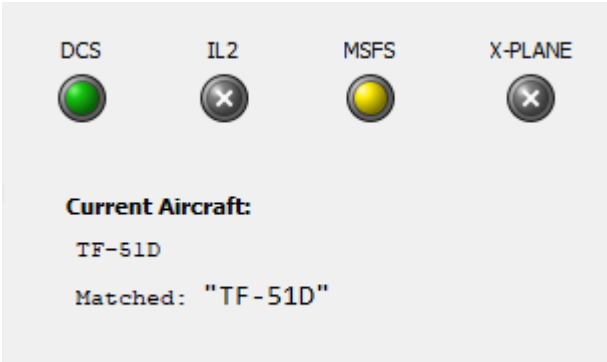 DCS IL2 MSFS X-PLANE
Current Aircraft:
TF-51D
Matched: "TF-51D"